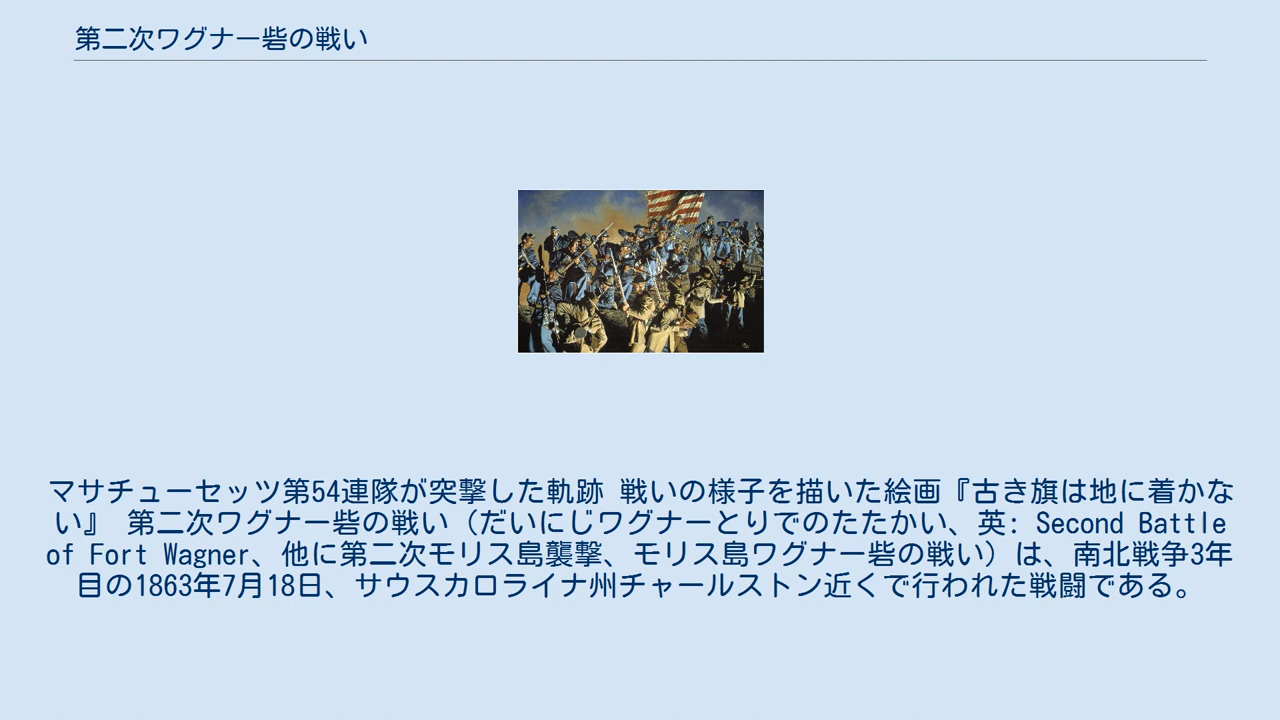 第二次ワグナー砦の戦い
マサチューセッツ第54連隊が突撃した軌跡 戦いの様子を描いた絵画『古き旗は地に着かな
い』 第二次ワグナー砦の戦い（だいにじワグナーとりでのたたかい、英: Second Battle
of Fort Wagner、他に第二次モリス島襲撃、モリス島ワグナー砦の戦い）は、南北戦争3年
目の1863年7月18日、サウスカロライナ州チャールストン近くで行われた戦闘である。